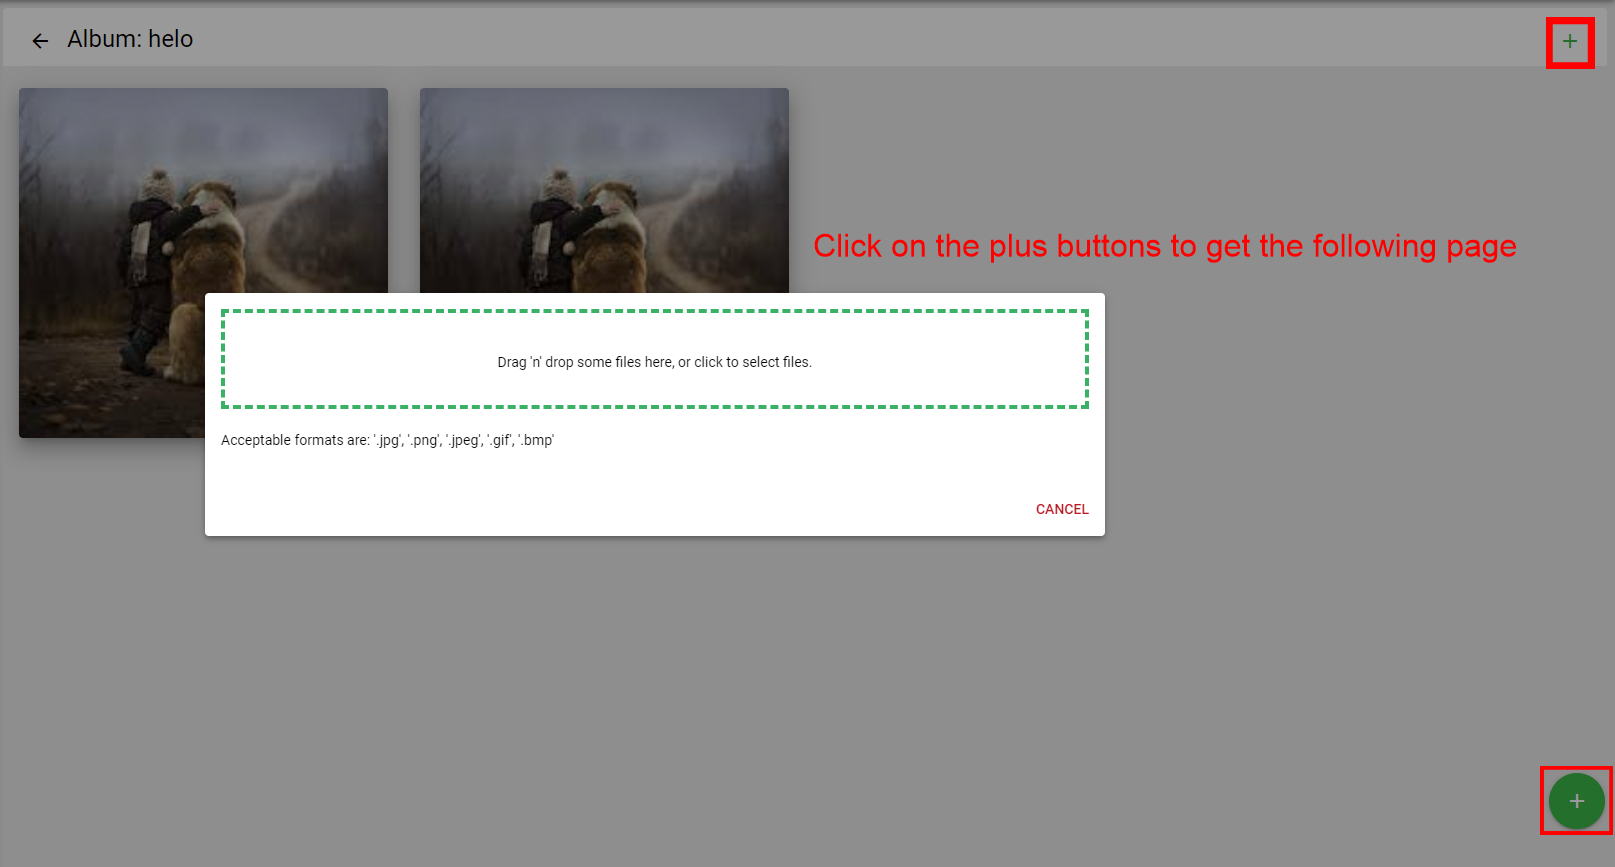 Album: helo
+
Click on the plus buttons to get the following page
Drag 'n' drop some files here, or click to select files.
Acceptable formats are: '.jpg', '.png', '.jpeg', '.gif', '.bmp'
CANCEL
+